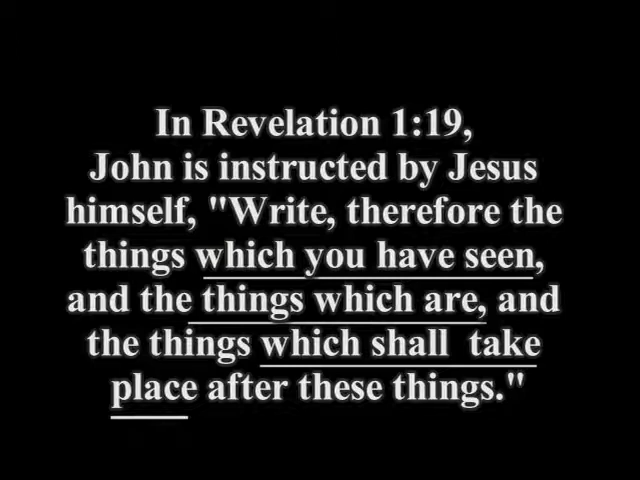 In Revelation 1:19,
John is instructed by Jesus
himself, "Write, therefore the
things which you have seen,
and the things which are, and
the things which shall take
place after these things."